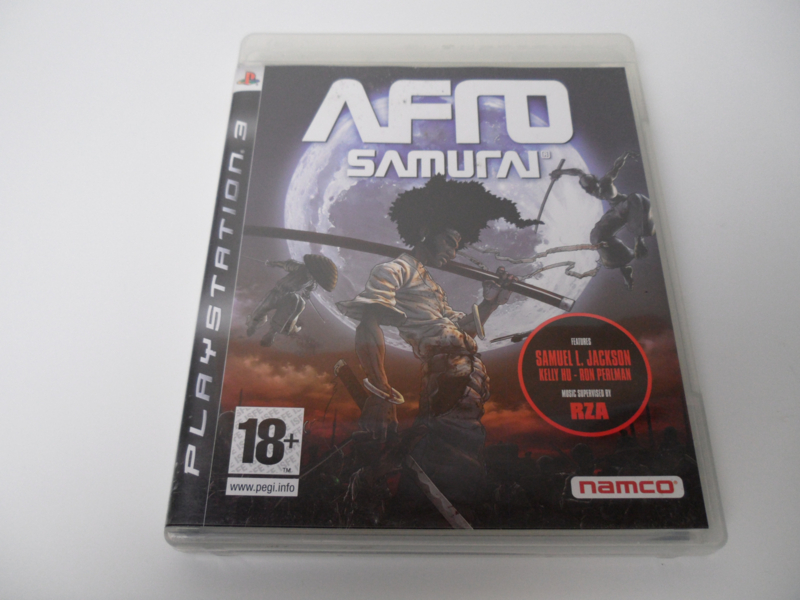 PLAYSTATION 3
AFRO
SAMURAI
FEATURES
SAMUEL L. JACKSON
KELLY HU - RON PERLMAN
MUSIC SUPERVISED BY
RZA
18+
TM
www.pegi.info
namco®